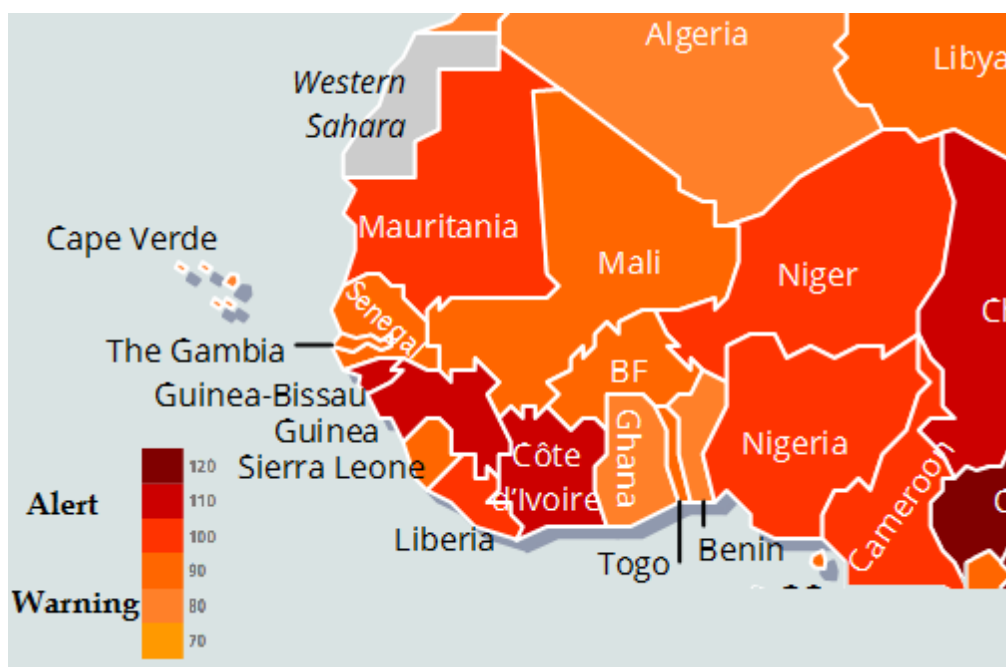 Algeria
Libya
Western
Sahara
Mauritania
Cape Verde
Mali
Niger
Senegal
Ch
The Gambia
BF
Guinea-Bissau
Ghana
Guinea
Nigeria
Côte
Sierra Leone
120
Cameroon
Alert
110
d'Ivoire
C
100
Liberia
Benin
Togo
90
Warning
80
70